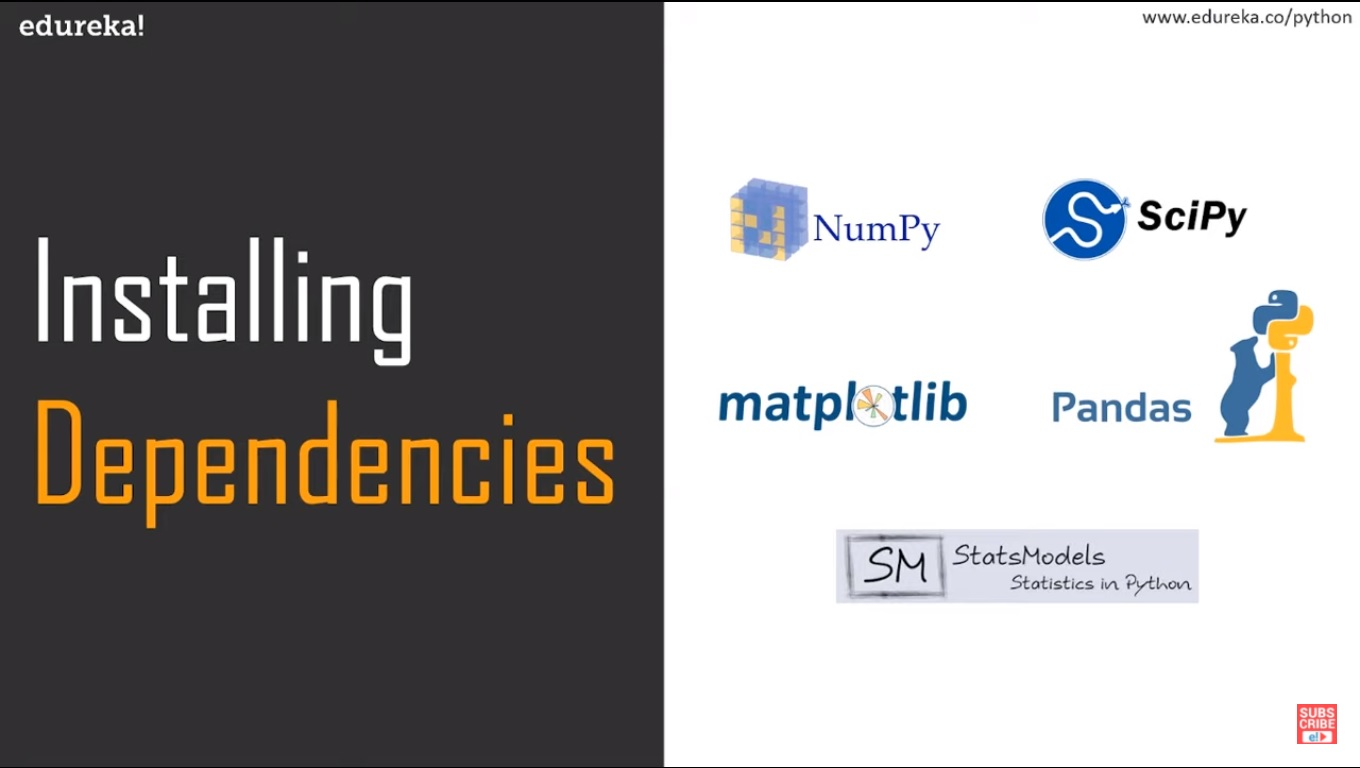 edureka!
www.edureka.co/python
Installing
Dependencies
NumPy
SciPy
matplotlib
Pandas
SM
StatsModels
Statistics in Python
SUBS
CRIBE
e!